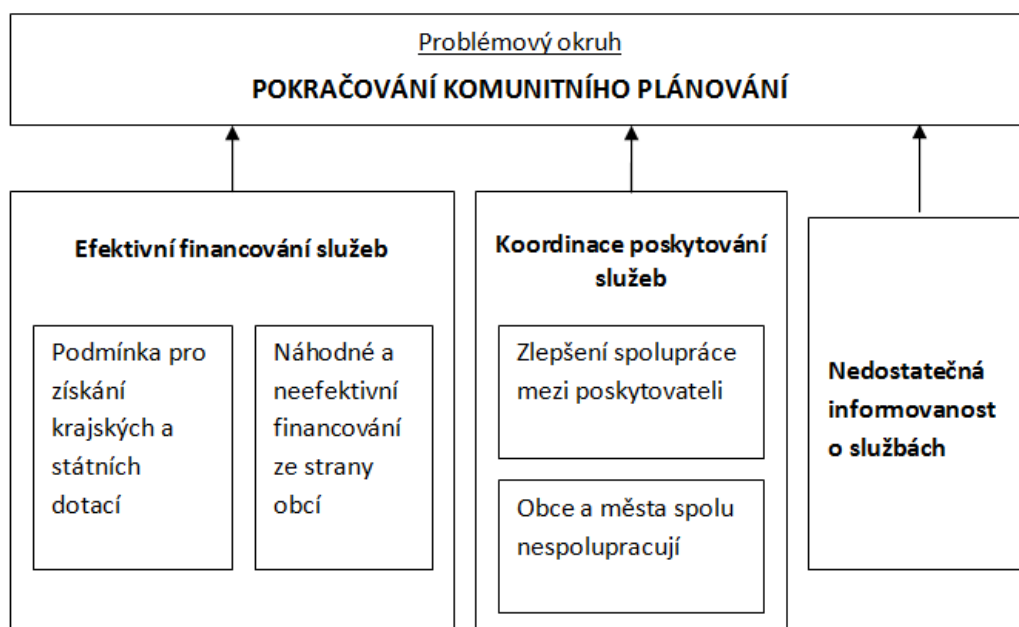 Problémový okruh
POKRAČOVÁNÍ KOMUNITNÍHO PLÁNOVÁNÍ
Efektivní financování služeb
Podmínka pro
získání
krajských a
státních
dotací
Náhodné a
neefektivní
financování
ze strany
obcí
Koordinace poskytování
služeb
Zlepšení spolupráce
mezi poskytovateli
Obce a města spolu
nespolupracují
Nedostatečná
informovanost
o službách